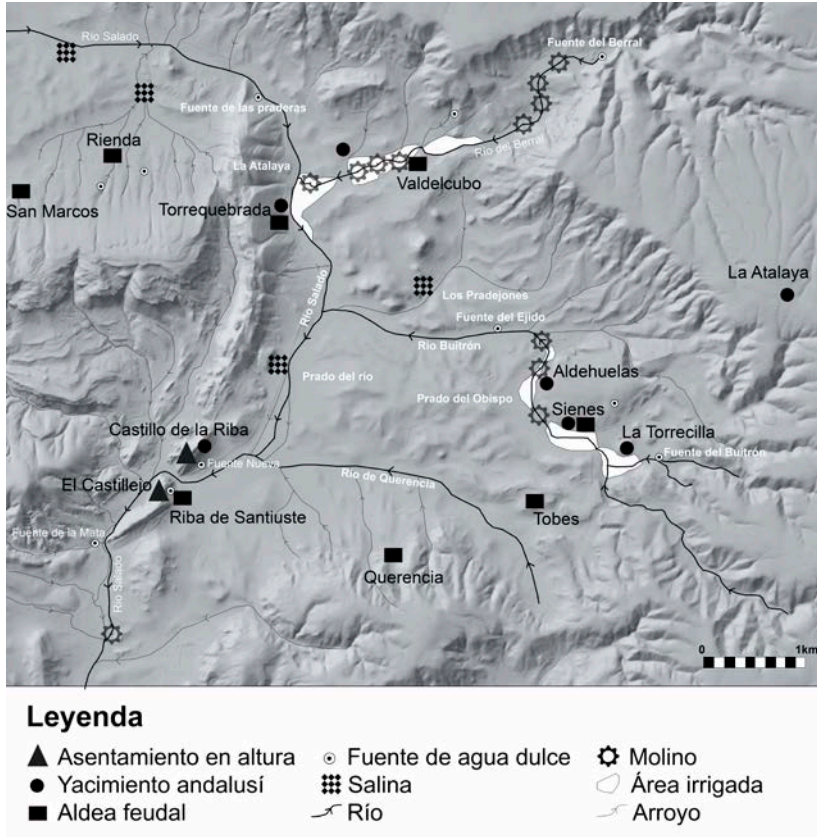 Río Salado
Fuente del Berral
Fuente de las praderas
Rienda
Río del Berral
La Atalaya
Valdelcubo
San Marcos
Torrequebrada
La Atalaya
Los Pradejones
Río Salado
Fuente del Ejido
Río Buitrón
Prado del río
Aldehuelas
Prado del Obispo
Sienes
Castillo de la Riba
La Torrecilla
Fuente del Buitrón
Fuente Nueva
Río de Querencia
El Castillejo
Riba de Santiuste
Tobes
Fuente de la Mata
Querencia
Río Salado
0 1km
Leyenda
Asentamiento en altura
Fuente de agua dulce
Molino
Yacimiento andalusí
Salina
Área irrigada
Aldea feudal
Río
Arroyo